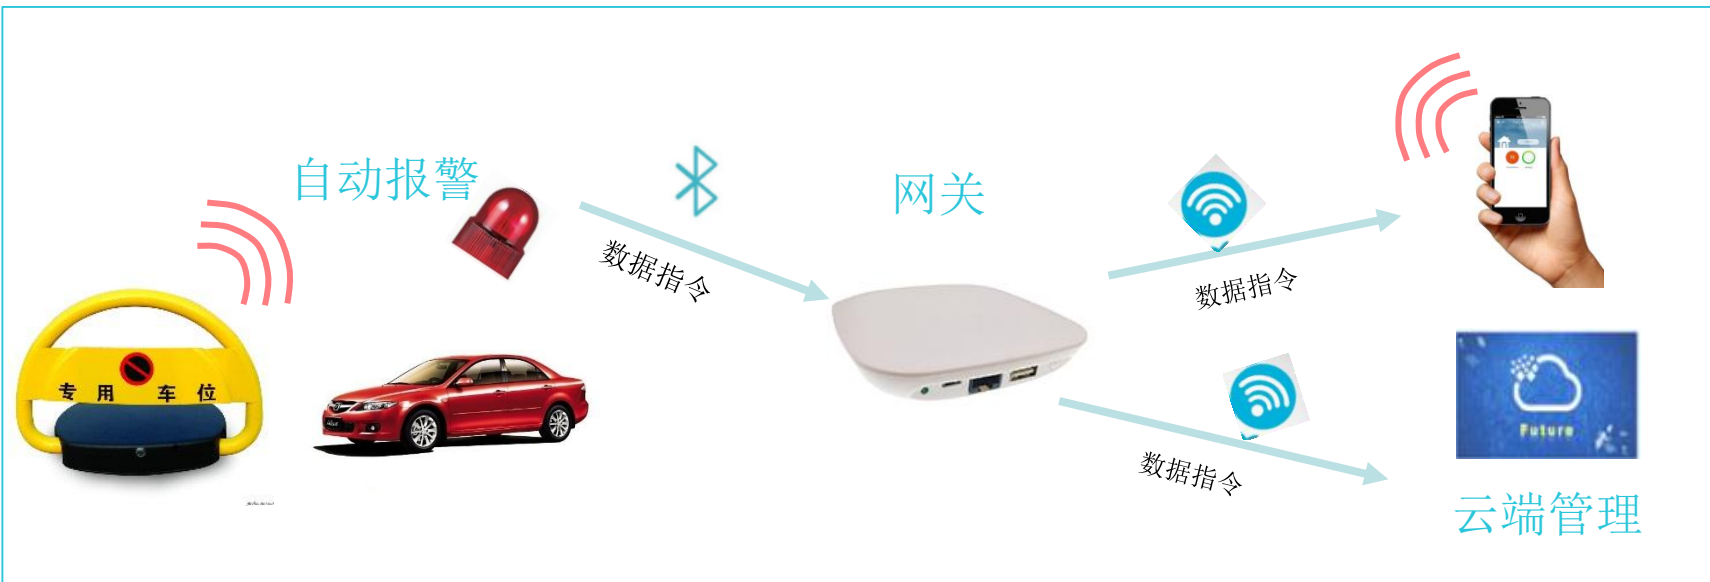 自动报警
网关
数据指令
数据指令
专用车位
数据指令
Future
云端管理